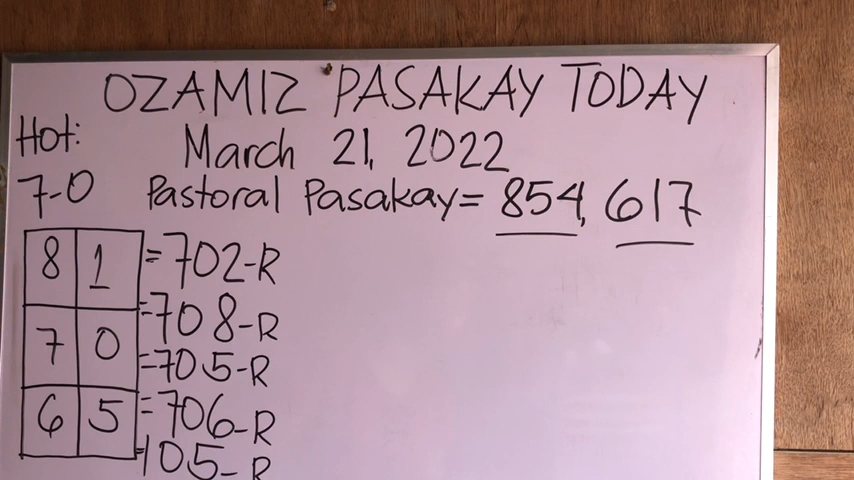 OZAMIZ PASAKAY TODAY
Hot:
March 21, 2022
7-0
Pastoral Pasakay= 854, 617
8 1 =702-R
=708-R
7 0
=705-R
6 5 =706-R
=105-R